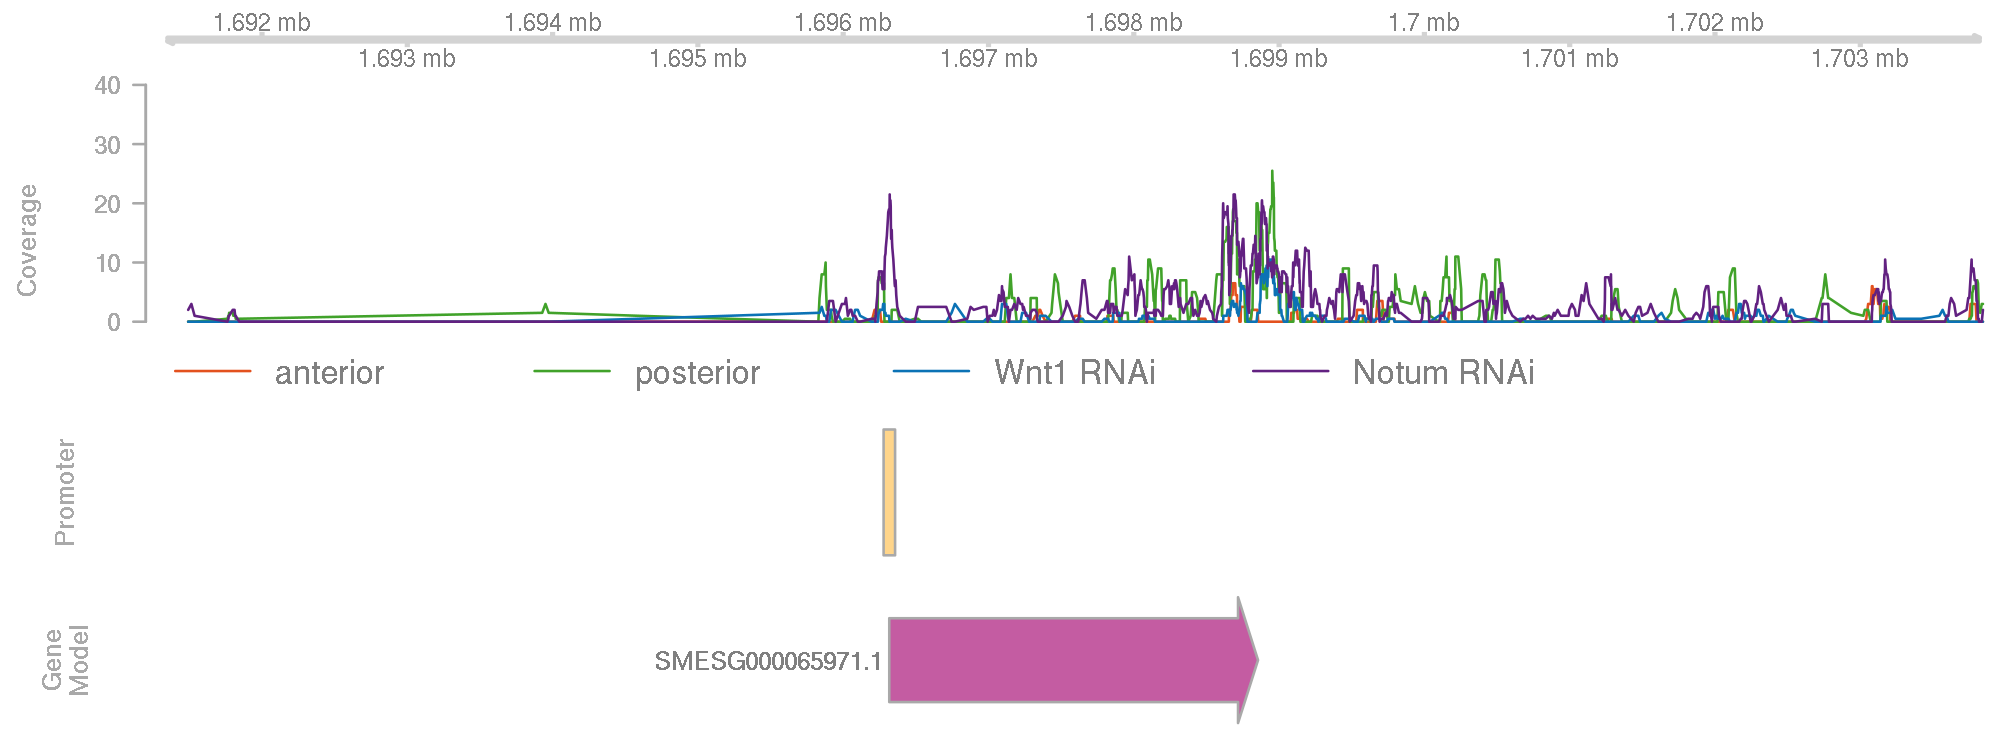 1.692 mb 1.694 mb 1.696 mb 1.698 mb 1.7 mb 1.702 mb
1.693 mb 1.695 mb 1.697 mb 1.699 mb 1.701 mb 1.703 mb
40
30
20
10
0
Coverage
anterior posterior Wnt1 RNAi Notum RNAi
Promoter
Gene
Model
SMESG000065971.1